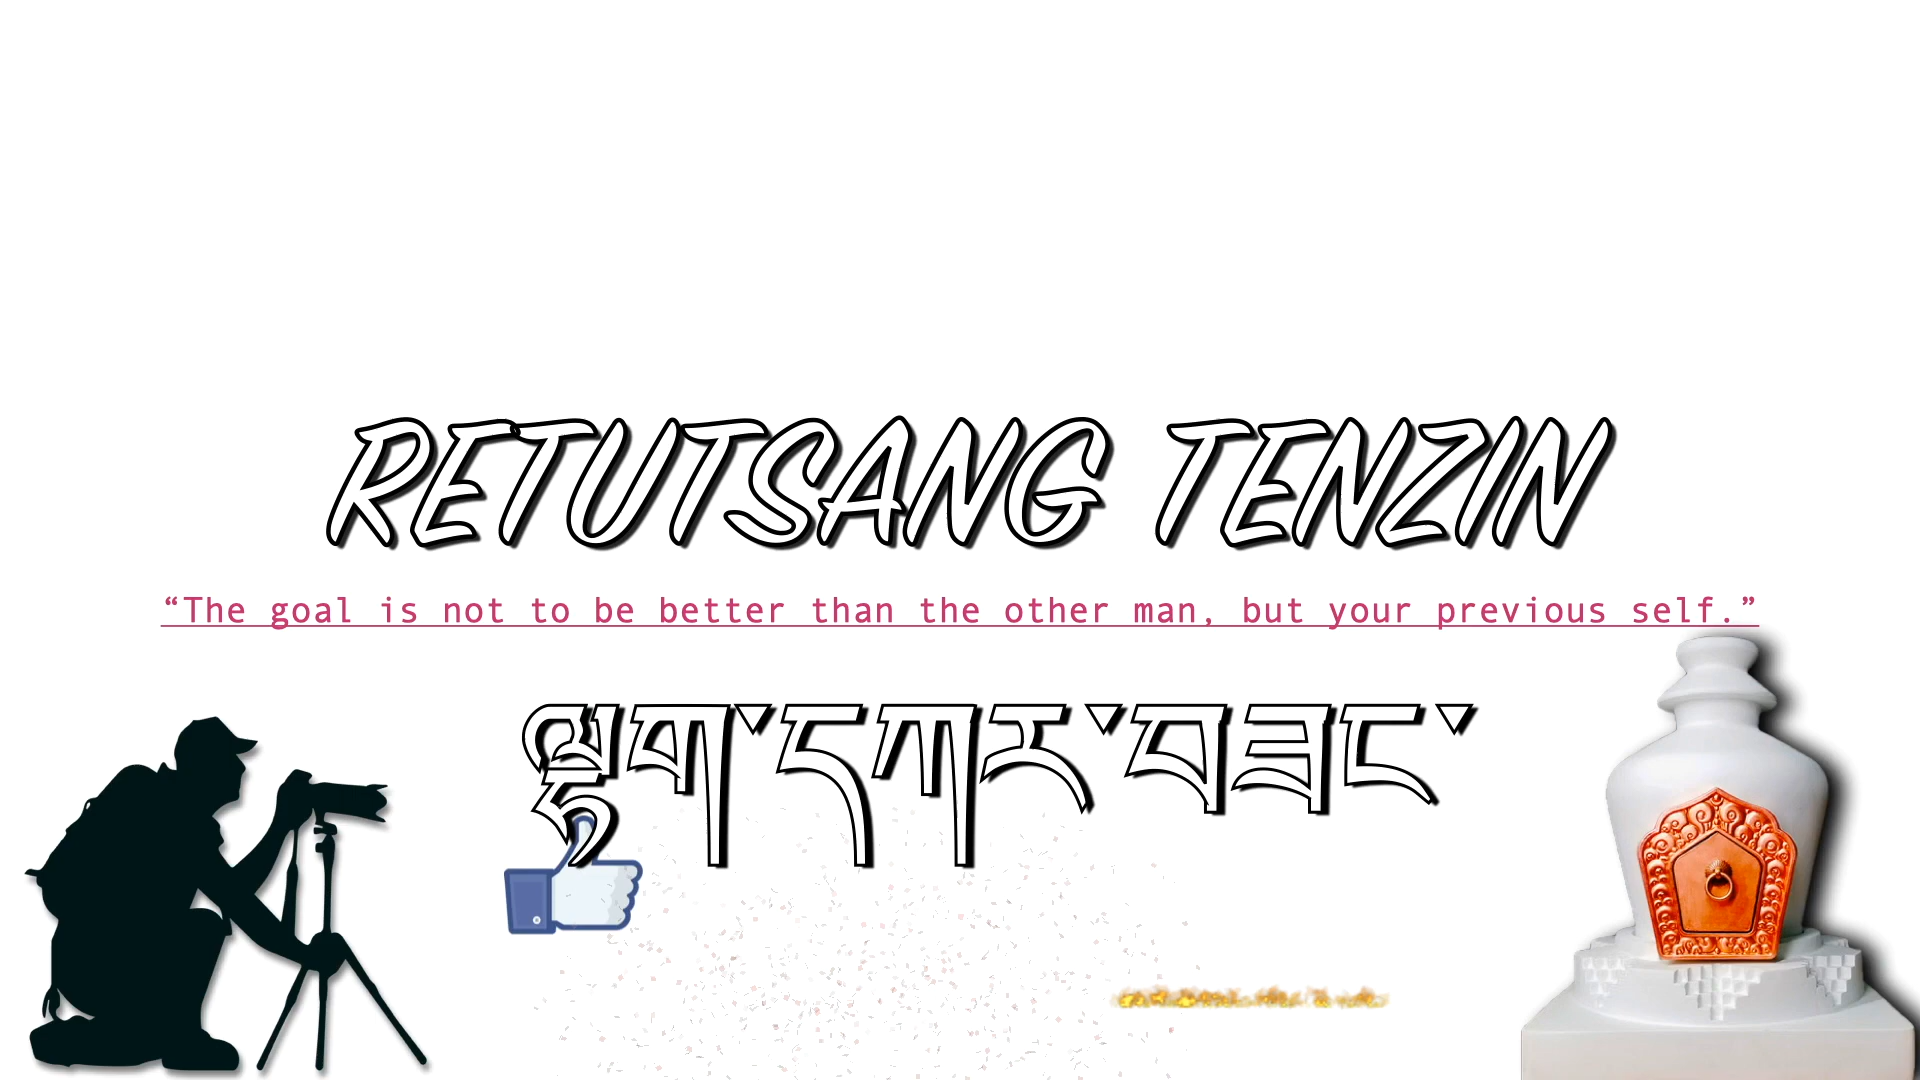 RETUTSANG TENZIN
“The goal is not to be better than the other man, but your previous self.”
ལྷག་དཀར་བཟང་